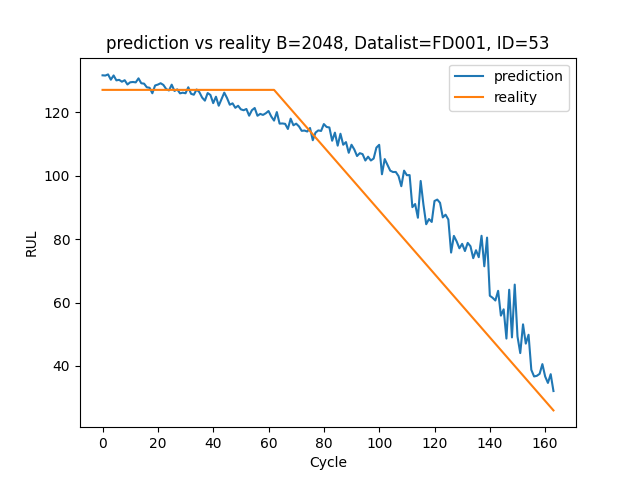 prediction vs reality B=2048, Datalist=FD001, ID=53
prediction
reality
RUL
120
100
80
60
40
0 20 40 60 80 100 120 140 160
Cycle